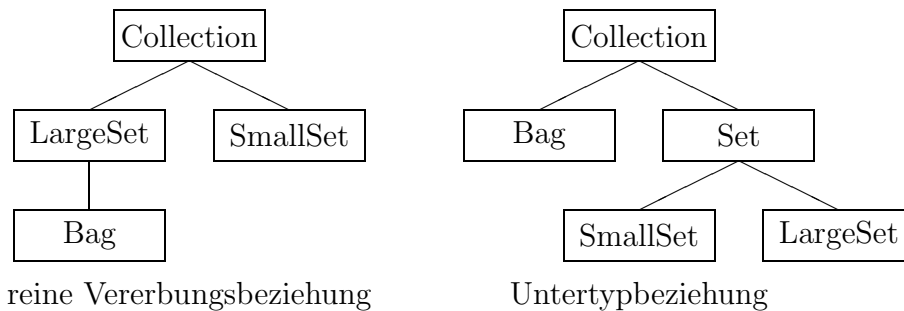 Collection
LargeSet SmallSet
Bag
reine Vererbungsbeziehung
Collection
Bag Set
SmallSet LargeSet
Untertypbeziehung